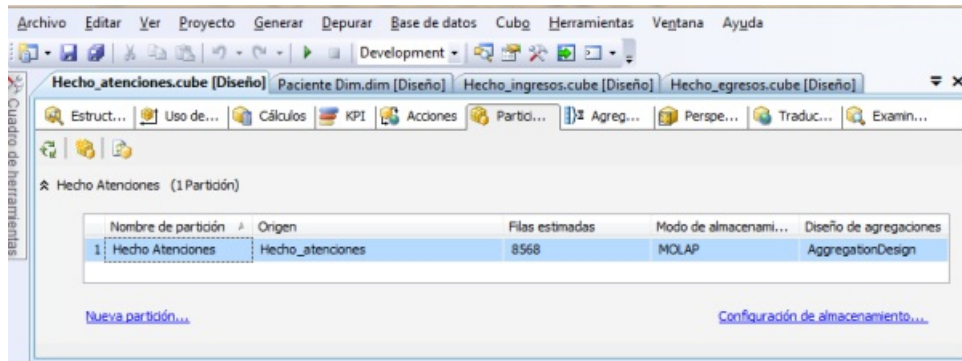 Archivo Editar Ver Proyecto Generar Depurar Base de datos Cubo Herramientas Ventana Ayuda
Development
Hecho_atenciones.cube [Diseño] Paciente Dim.dim [Diseño] Hecho_ingresos.cube [Diseño] Hecho_egresos.cube [Diseño]
Cuadro de herramientas
Estruct... Uso de... Cálculos KPI Acciones Partici... Agreg... Perspe... Traduc... Examin...
Hecho Atenciones (1 Partición)
Nombre de partición Origen Filas estimadas Modo de almacenami... Diseño de agregaciones
1 Hecho Atenciones Hecho_atenciones 8568 MOLAP AggregationDesign
Nueva partición... Configuración de almacenamiento...